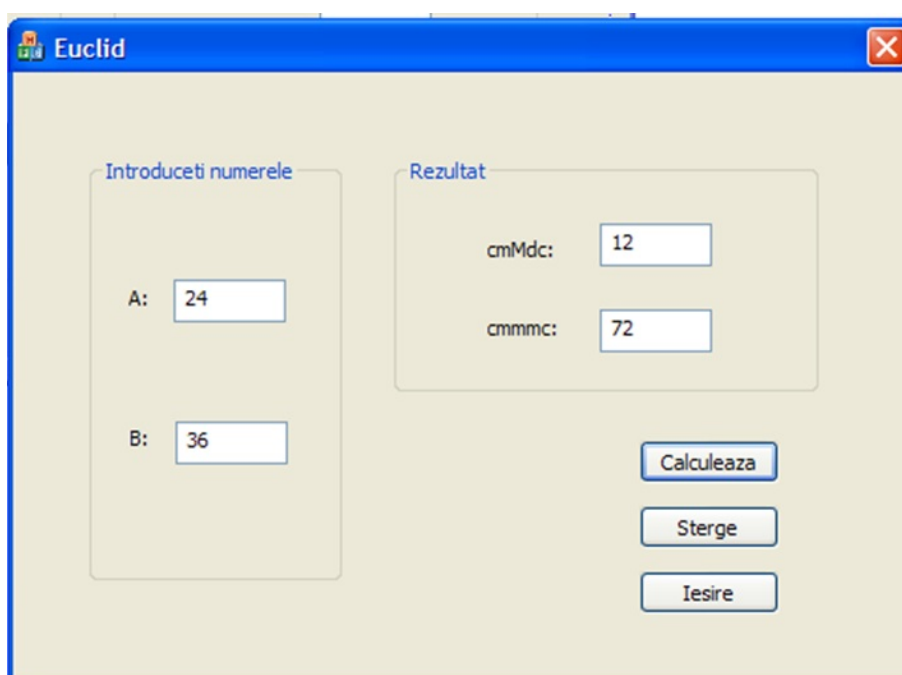 Euclid
Introduceti numerele
A: 24
B: 36
Rezultat
cmMdc: 12
cmmmc: 72
Calculeaza
Sterge
Iesire